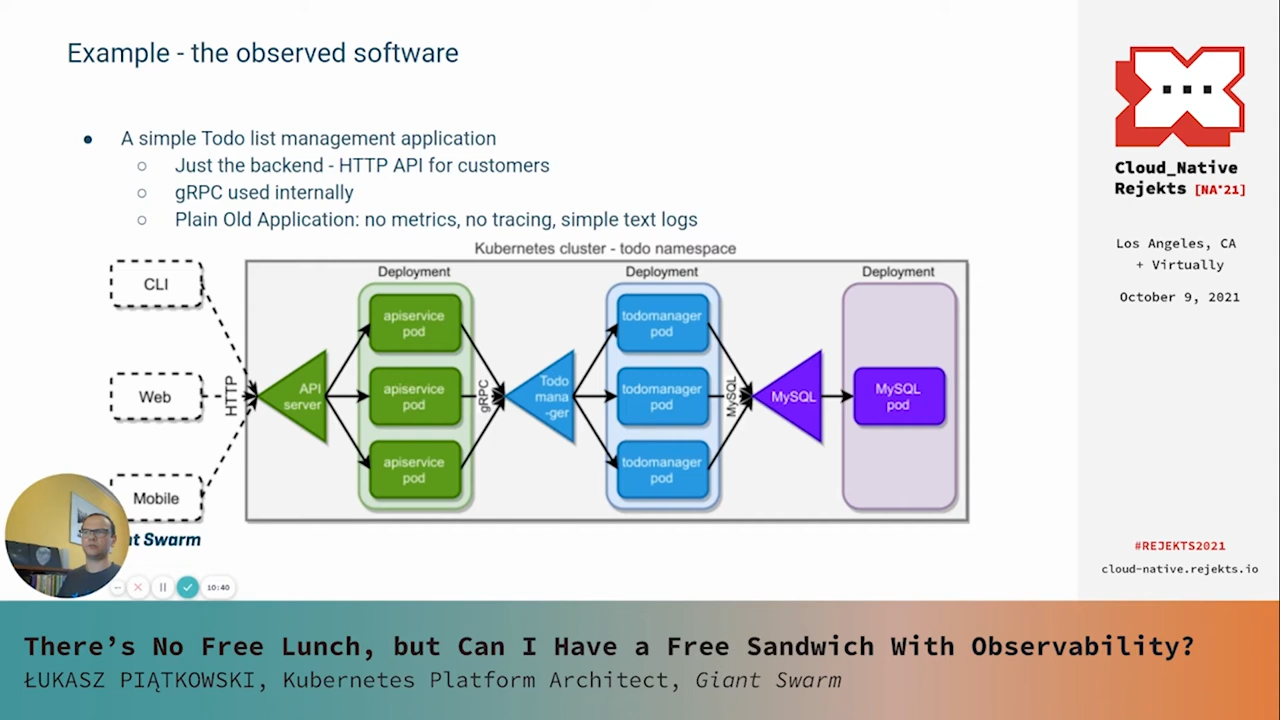 Example - the observed software
● A simple Todo list management application
○ Just the backend - HTTP API for customers
○ gRPC used internally
○ Plain Old Application: no metrics, no tracing, simple text logs
Kubernetes cluster - todo namespace
Deployment
Deployment
Deployment
CLI
Web
Mobile
HTTP
API
server
apiservice
pod
apiservice
pod
apiservice
pod
gRPC
Todo
mana
-ger
todomanager
pod
todomanager
pod
todomanager
pod
MySQL
MySQL
MySQL
pod
nt Swarm
10:40
Cloud_Native
Rejekts [NA'21]
Los Angeles, CA
+ Virtually
October 9, 2021
#REJEKTS2021
cloud-native.rejekts.io
There's No Free Lunch, but Can I Have a Free Sandwich With Observability?
ŁUKASZ PIĄTKOWSKI, Kubernetes Platform Architect, Giant Swarm